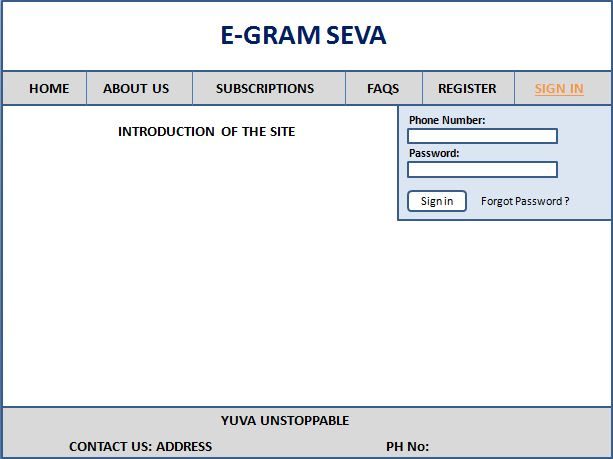 E-GRAM SEVA
HOME ABOUT US SUBSCRIPTIONS FAQS REGISTER SIGN IN
INTRODUCTION OF THE SITE
Phone Number:
Password:
Sign in Forgot Password ?
YUVA UNSTOPPABLE
CONTACT US: ADDRESS PH No: